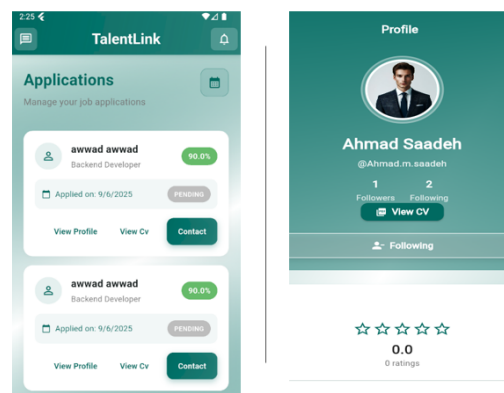 2:25
TalentLink
Applications
Manage your job applications
awwad awwad
Backend Developer
90.0%
Applied on: 9/6/2025
PENDING
View Profile
View Cv
Contact
awwad awwad
Backend Developer
90.0%
Applied on: 9/6/2025
PENDING
View Profile
View Cv
Contact
Profile
Ahmad Saadeh
@Ahmad.m.saadeh
1 2
Followers Following
View CV
Following
0.0
0 ratings